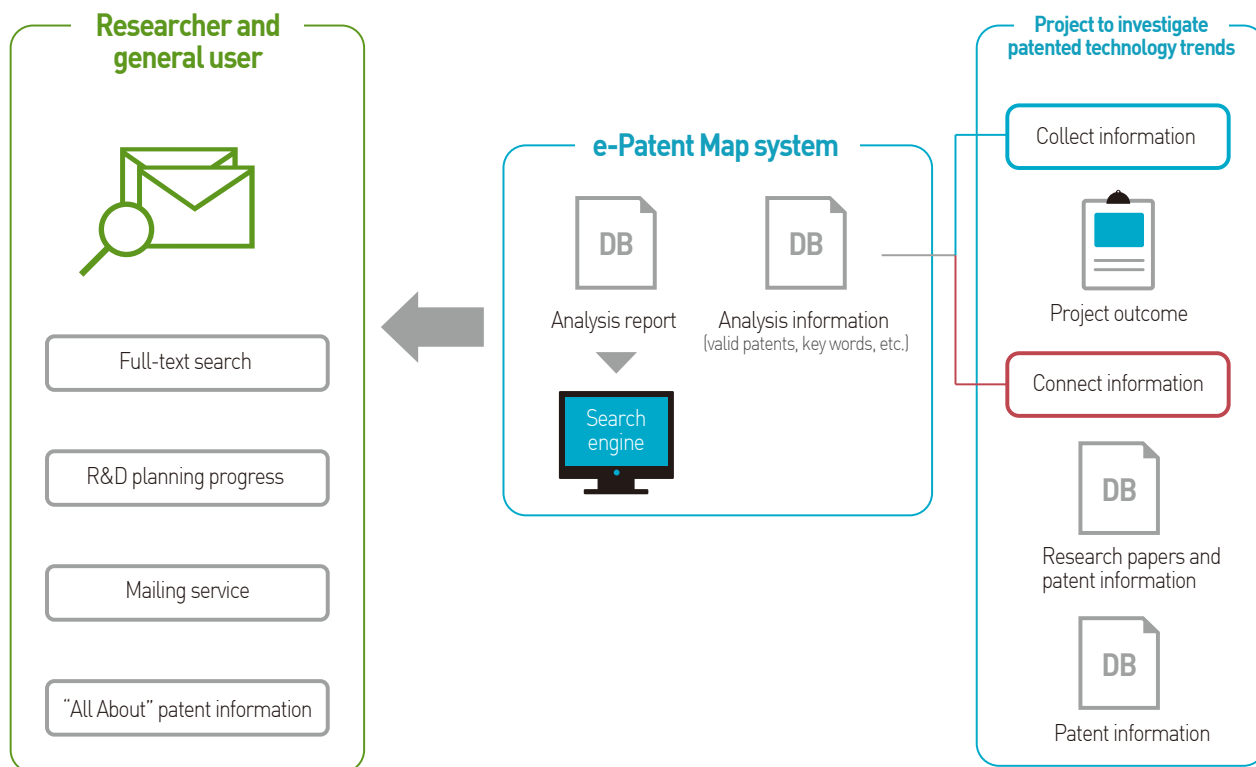 Researcher and
general user
Full-text search
R&D planning progress
Mailing service
“All About” patent information
e-Patent Map system
DB
Analysis report
DB
Analysis information
(valid patents, key words, etc.)
Search
engine
Project to investigate
patented technology trends
Collect information
Project outcome
Connect information
DB
Research papers and
patent information
DB
Patent information